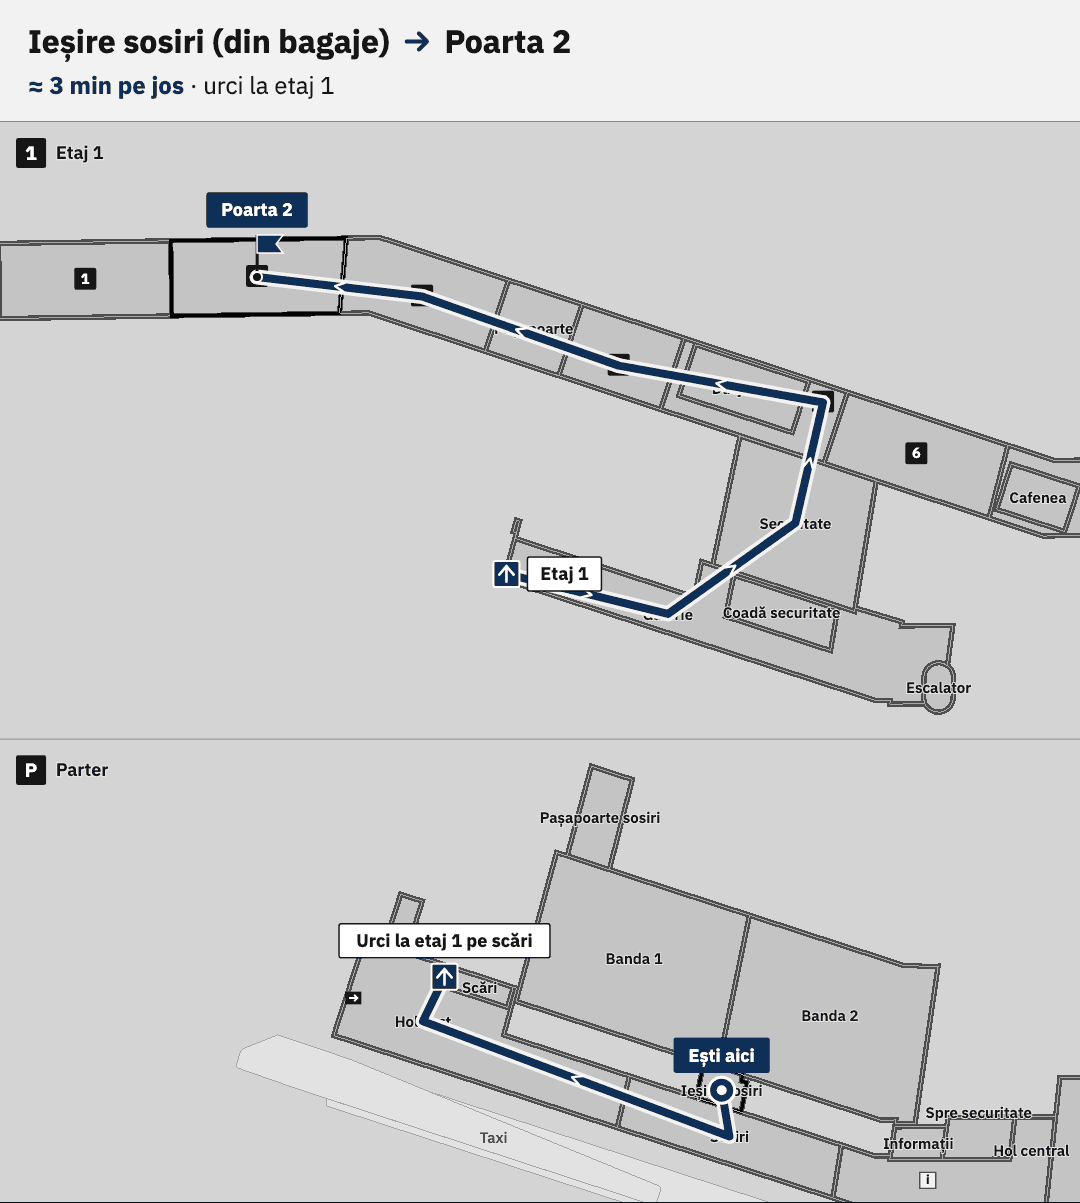 Ieșire sosiri (din bagaje) → Poarta 2
≈ 3 min pe jos · urci la etaj 1
1 Etaj 1
Poarta 2
1
6
Cafenea
Etaj 1
Coadă securitate
Escalator
P Parter
Pașapoarte sosiri
Urci la etaj 1 pe scări
Scări
Banda 1
Banda 2
Ești aici
Spre securitate
Informații
Hol central
Taxi
i